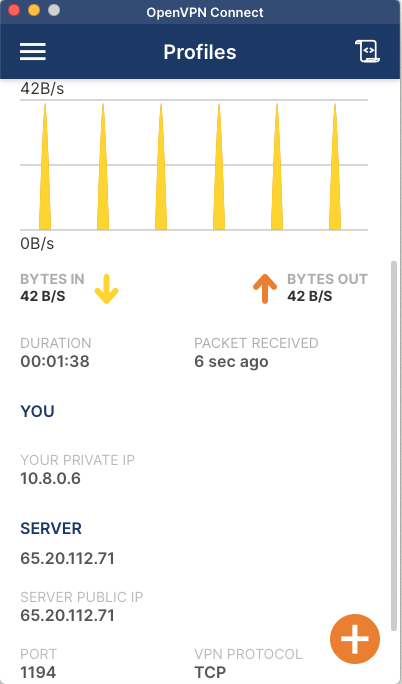 OpenVPN Connect
Profiles
42B/s
0B/s
BYTES IN
42 B/S
BYTES OUT
42 B/S
DURATION
00:01:38
PACKET RECEIVED
6 sec ago
YOU
YOUR PRIVATE IP
10.8.0.6
SERVER
65.20.112.71
SERVER PUBLIC IP
65.20.112.71
PORT
1194
VPN PROTOCOL
TCP